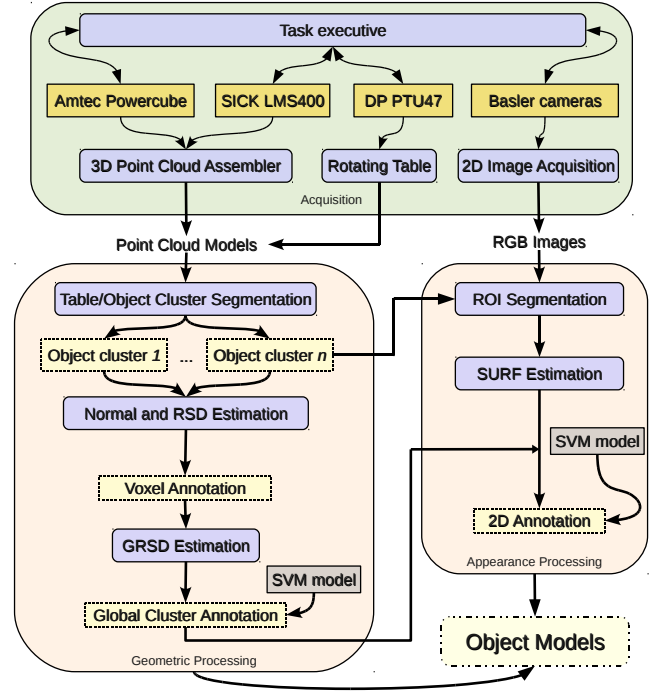 Task executive
Amtec Powercube
SICK LMS400
DP PTU47
Basler cameras
3D Point Cloud Assembler
Rotating Table
2D Image Acquisition
Acquisition
Point Cloud Models
RGB Images
Table/Object Cluster Segmentation
ROI Segmentation
Object cluster 1
...
Object cluster n
SURF Estimation
Normal and RSD Estimation
SVM model
Voxel Annotation
2D Annotation
GRSD Estimation
Appearance Processing
SVM model
Global Cluster Annotation
Object Models
Geometric Processing